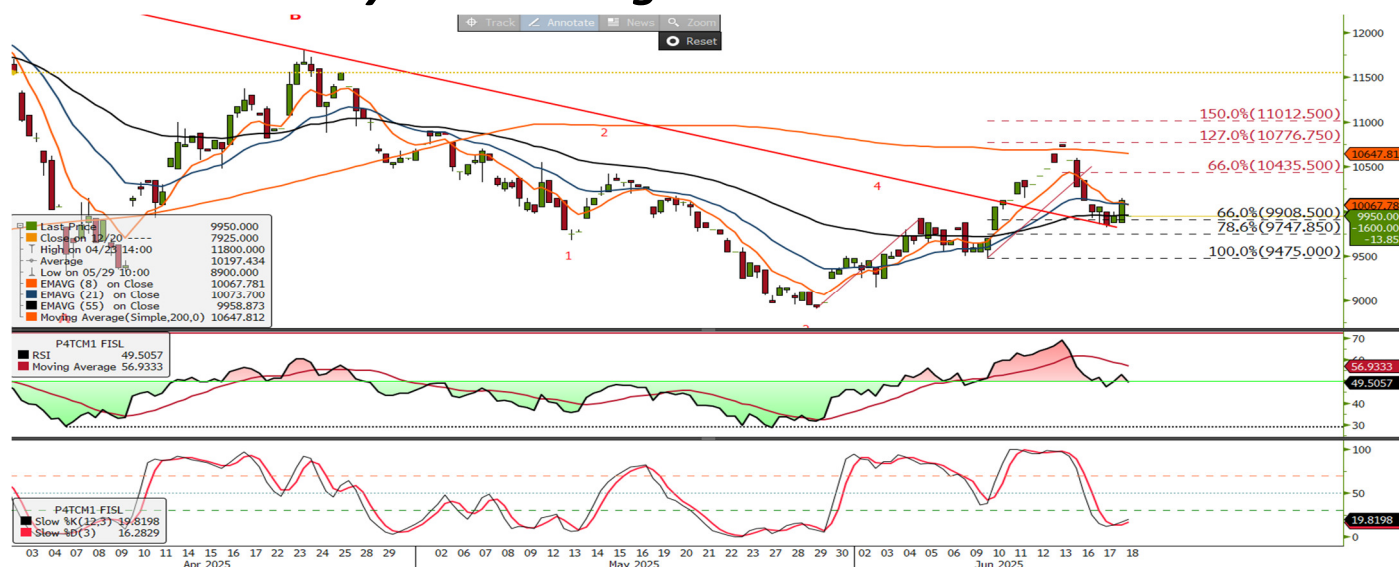 B
Track Annotate News Zoom
Reset
12000
11500
11000
10500
9500
9000
150.0%(11012.500)
127.0%(10776.750)
66.0%(10435.500)
66.0%(9908.500)
78.6%(9747.850)
100.0%(9475.000)
10647.81
10067.78
9950.00
-1600.00
-13.85
1
2
4
Last Price 9950.000
Close on 12/20 ---- 7925.000
High on 04/23 14:00 11800.000
Average 10197.434
Low on 05/29 10:00 8900.000
EMAVG (8) on Close 10067.781
EMAVG (21) on Close 10073.700
EMAVG (55) on Close 9958.873
Moving Average(Simple,200,0) 10647.812
A
P4TCM1 FISL
RSI 49.5057
Moving Average 56.9333
70
60
56.9333
49.5057
40
30
P4TCM1 FISL
Slow %K(12,3) 19.8198
Slow %D(3) 16.2829
100
50
19.8198
0
03 04 07 08 09 10 11 14 15 16 17 22 23 24 25 28 29 02 06 07 08 09 12 13 14 15 16 19 20 21 22 23 27 28 29 30 02 03 04 05 06 09 10 11 12 13 16 17 18
Apr 2025 May 2025 Jun 2025